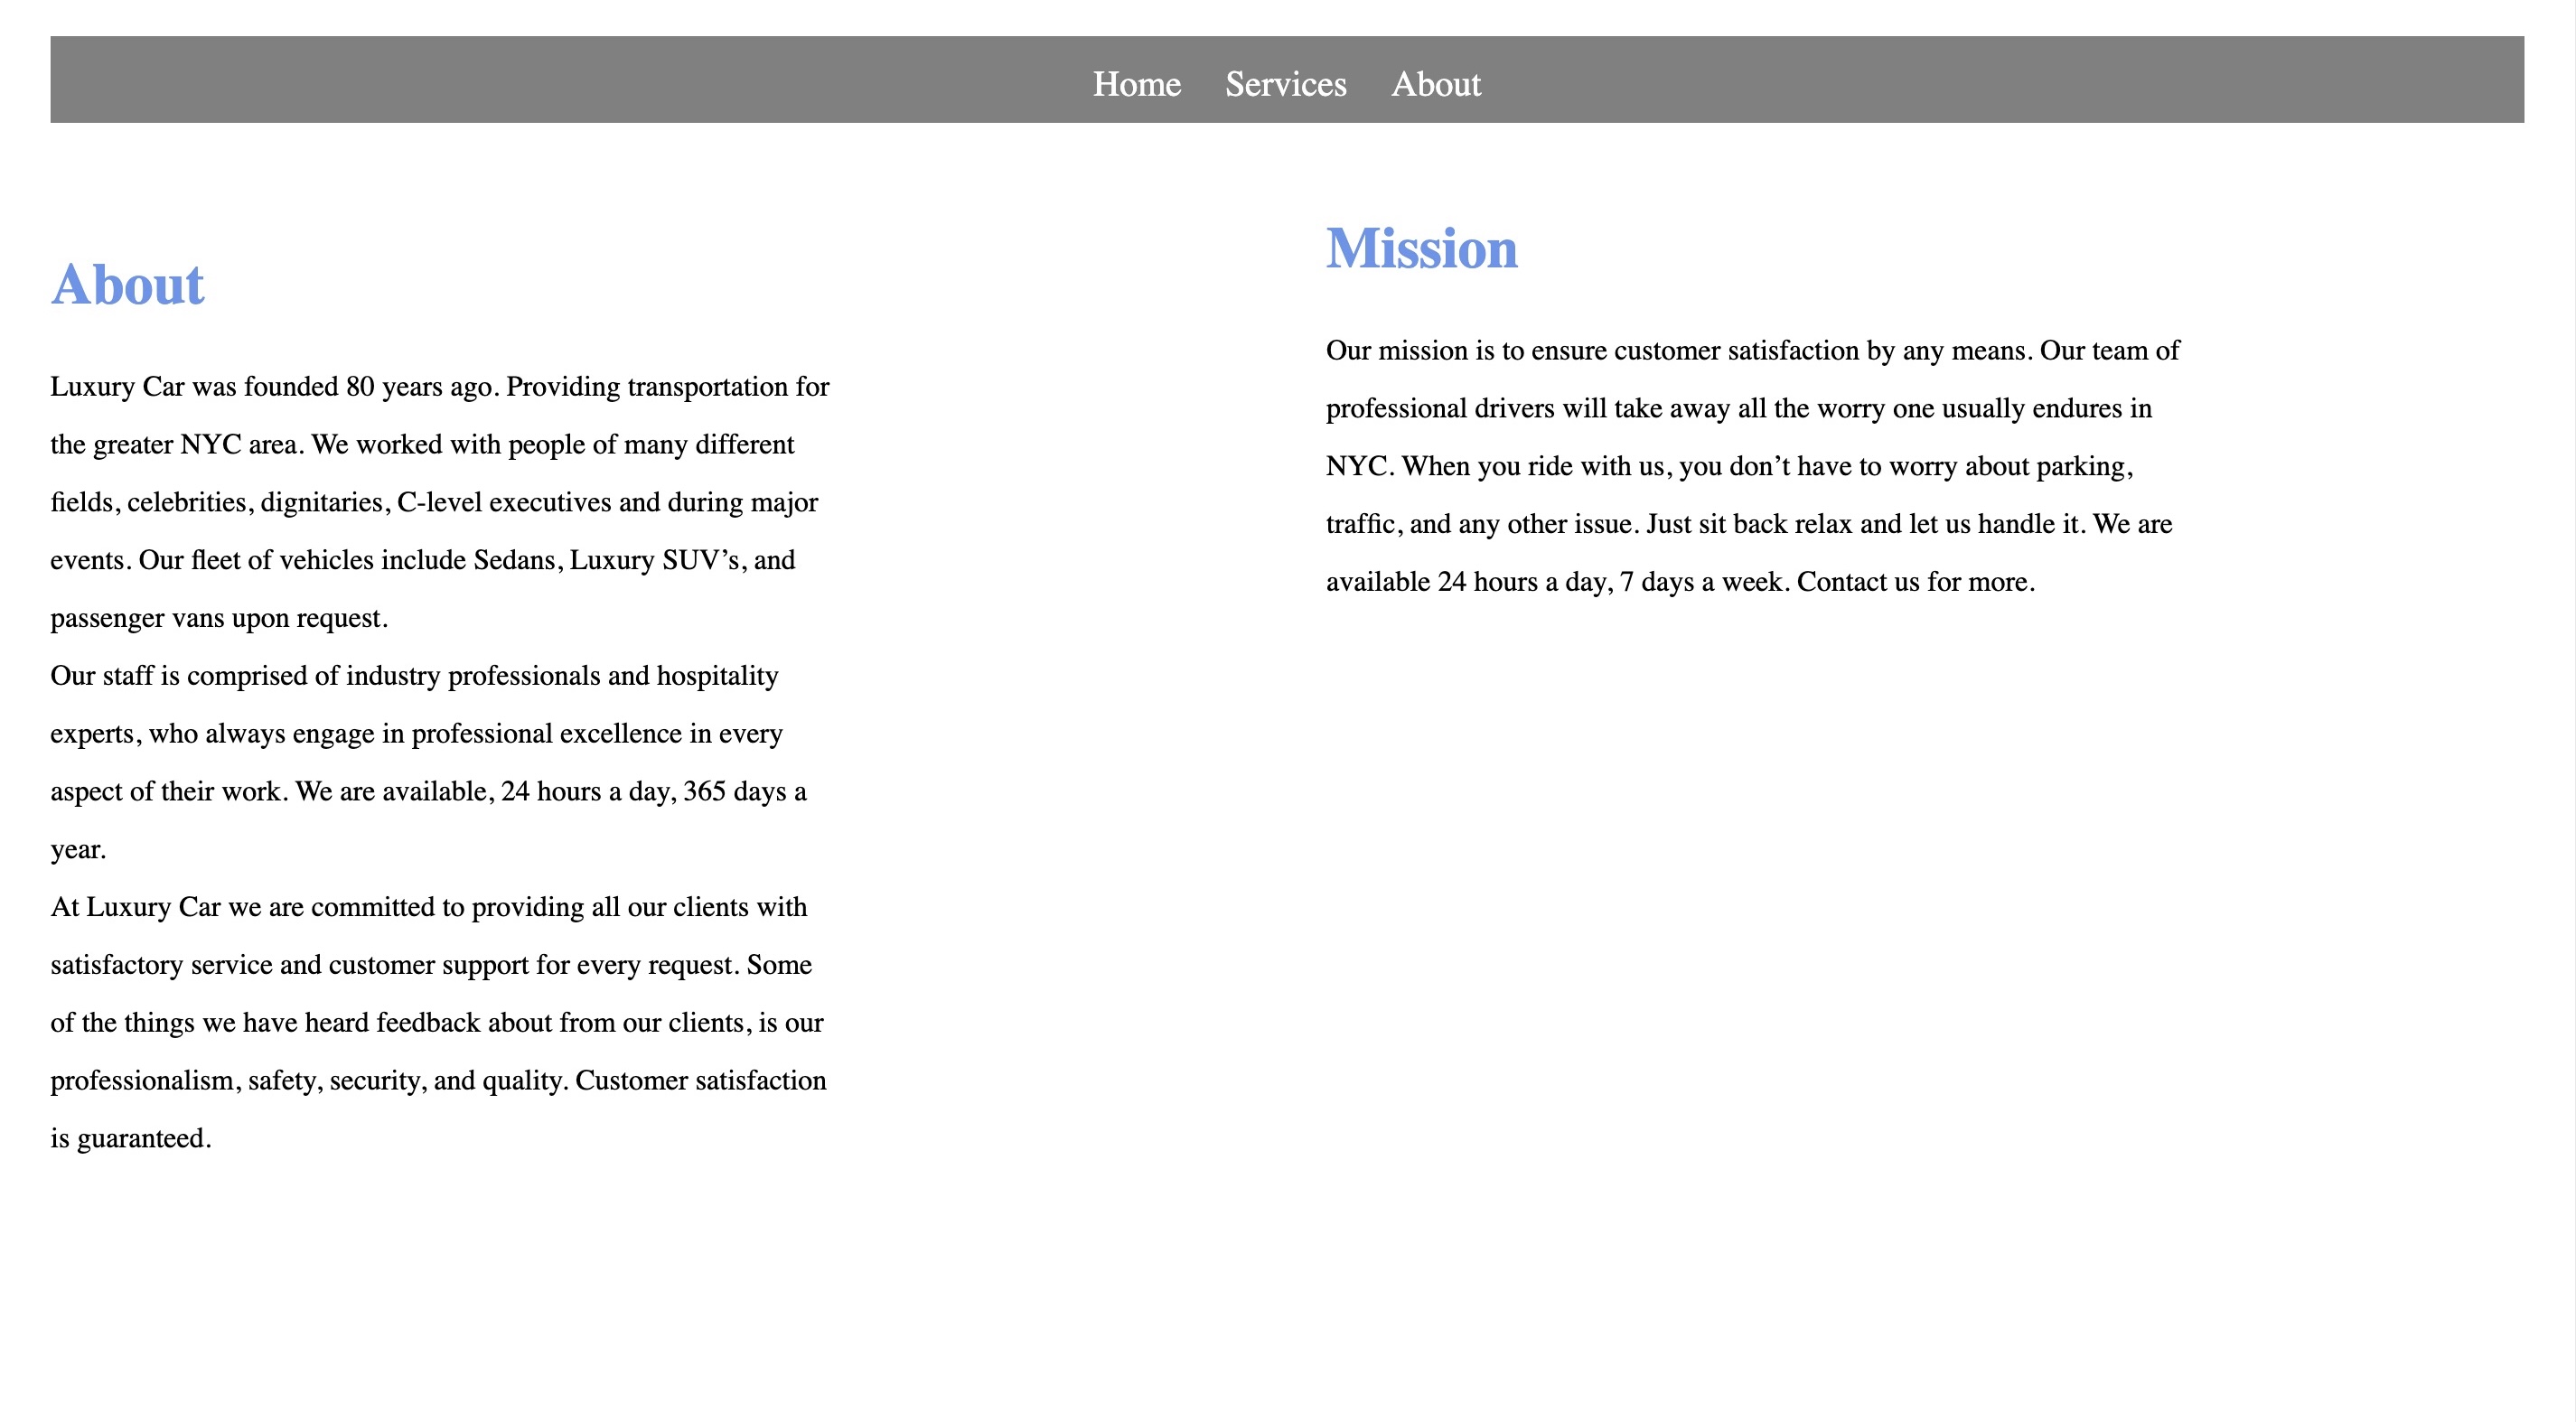 Home Services About
About
Luxury Car was founded 80 years ago. Providing transportation for
the greater NYC area. We worked with people of many different
fields, celebrities, dignitaries, C-level executives and during major
events. Our fleet of vehicles include Sedans, Luxury SUV’s, and
passenger vans upon request.
Our staff is comprised of industry professionals and hospitality
experts, who always engage in professional excellence in every
aspect of their work. We are available, 24 hours a day, 365 days a
year.
At Luxury Car we are committed to providing all our clients with
satisfactory service and customer support for every request. Some
of the things we have heard feedback about from our clients, is our
professionalism, safety, security, and quality. Customer satisfaction
is guaranteed.
Mission
Our mission is to ensure customer satisfaction by any means. Our team of
professional drivers will take away all the worry one usually endures in
NYC. When you ride with us, you don’t have to worry about parking,
traffic, and any other issue. Just sit back relax and let us handle it. We are
available 24 hours a day, 7 days a week. Contact us for more.